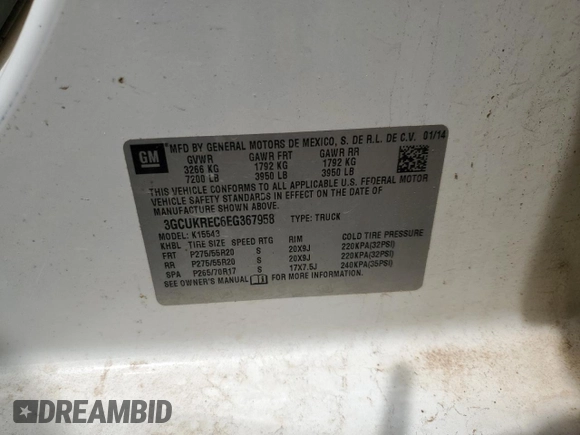 GM
MFD BY GENERAL MOTORS DE MEXICO, S. DE R.L. DE C.V. 01/14
GVWR GAWR FRT GAWR RR
3266 KG 1792 KG 1792 KG
7200 LB 3950 LB 3950 LB
THIS VEHICLE CONFORMS TO ALL APPLICABLE U.S. FEDERAL MOTOR
VEHICLE SAFETY STANDARDS IN EFFECT ON THE DATE OF
MANUFACTURE SHOWN ABOVE.
3GCUKREC6EG367958 TYPE: TRUCK
MODEL: K15543
KHBL TIRE SIZE SPEED RTG RIM COLD TIRE PRESSURE
FRT P275/55R20 S 20X9J 220KPA(32PSI)
RR P275/55R20 S 20X9J 220KPA(32PSI)
SPA P265/70R17 S 17X7.5J 240KPA(35PSI)
SEE OWNER'S MANUAL FOR MORE INFORMATION.
DREAMBID